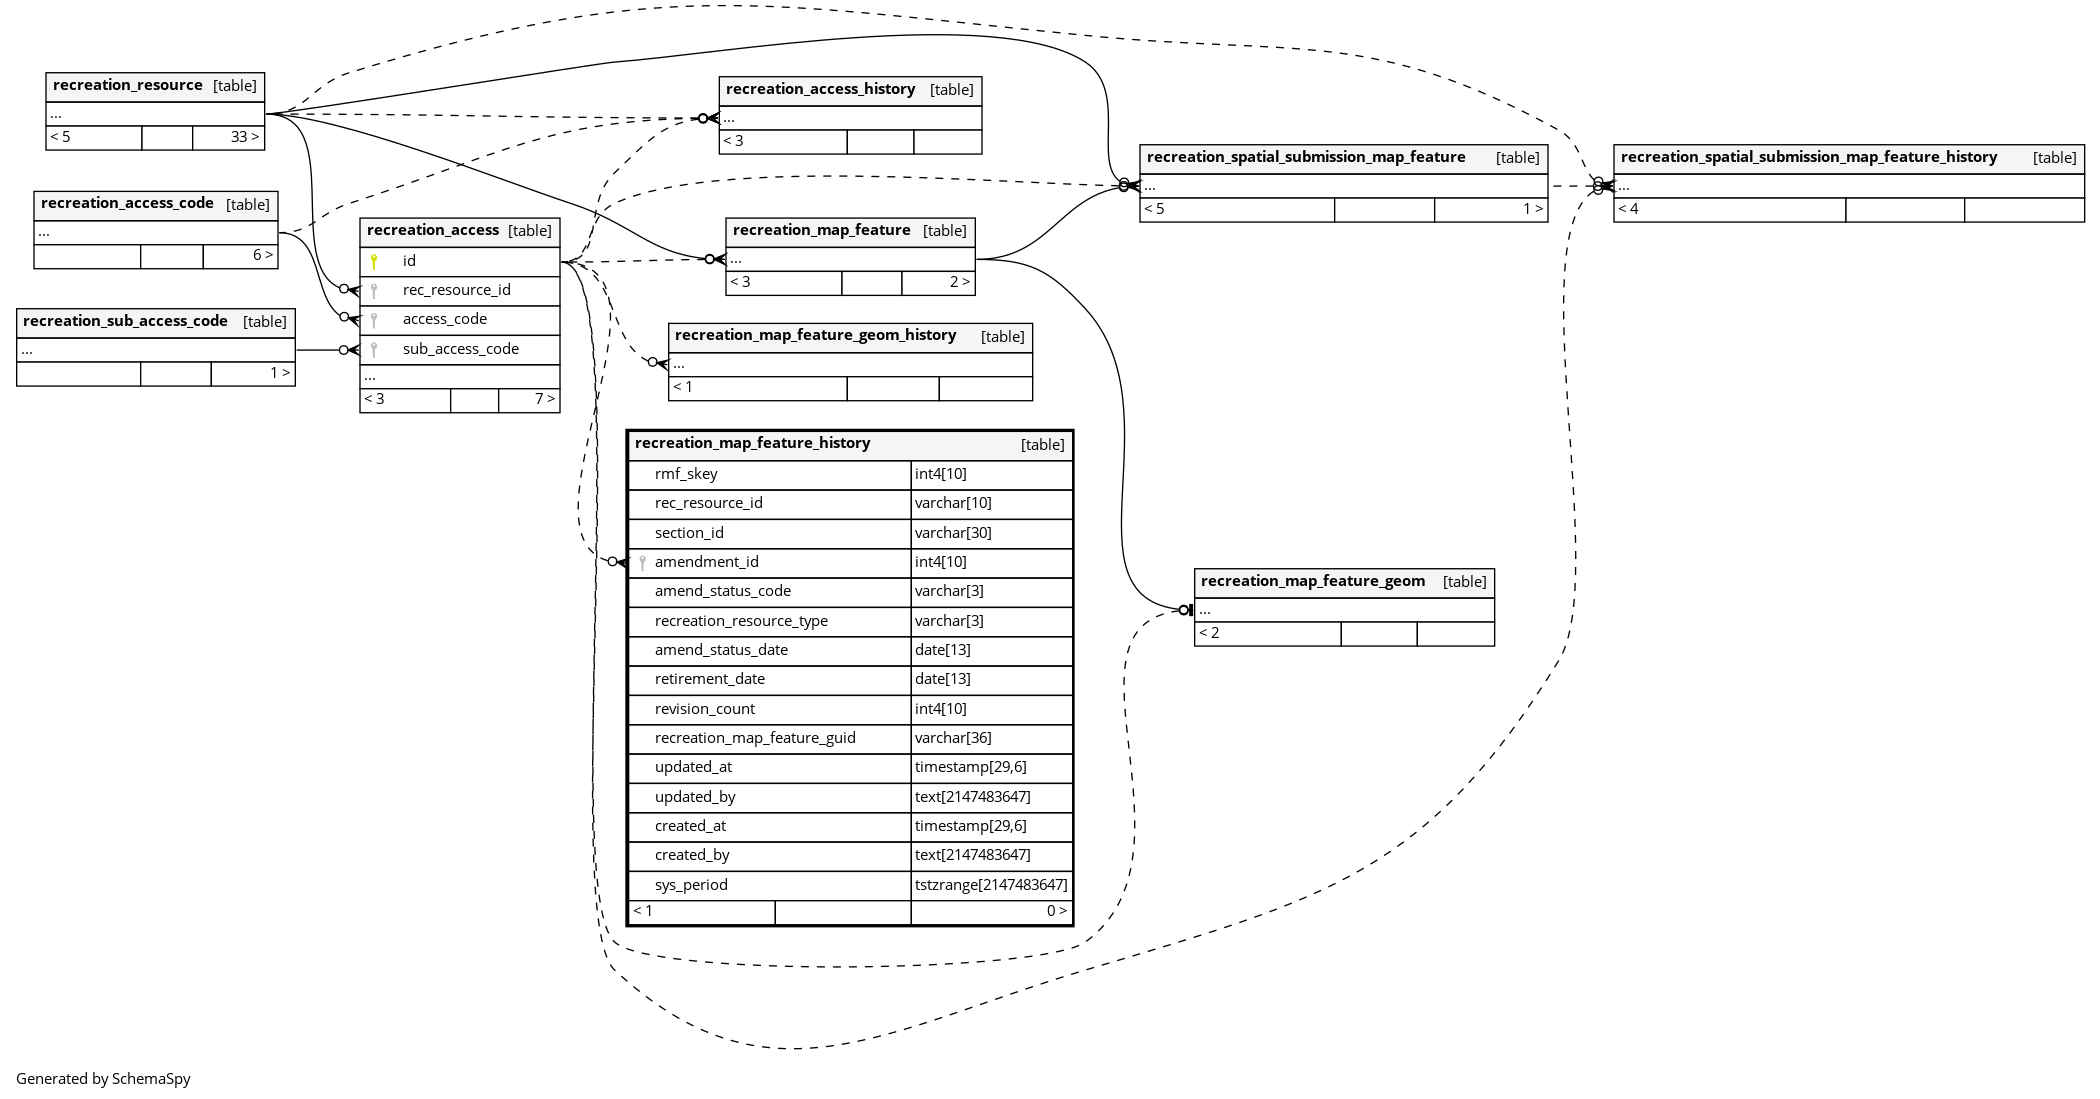 recreation_resource [table]
...
< 5 33 >
recreation_access_code [table]
...
6 >
recreation_sub_access_code [table]
...
1 >
recreation_access [table]
id
rec_resource_id
access_code
sub_access_code
...
< 3 7 >
recreation_access_history [table]
...
< 3
recreation_map_feature [table]
...
< 3 2 >
recreation_map_feature_geom_history [table]
...
< 1
recreation_map_feature_history [table]
rmf_skey int4[10]
rec_resource_id varchar[10]
section_id varchar[30]
amendment_id int4[10]
amend_status_code varchar[3]
recreation_resource_type varchar[3]
amend_status_date date[13]
retirement_date date[13]
revision_count int4[10]
recreation_map_feature_guid varchar[36]
updated_at timestamp[29,6]
updated_by text[2147483647]
created_at timestamp[29,6]
created_by text[2147483647]
sys_period tstzrange[2147483647]
< 1 0 >
recreation_spatial_submission_map_feature [table]
...
< 5 1 >
recreation_spatial_submission_map_feature_history [table]
...
< 4
recreation_map_feature_geom [table]
...
< 2
Generated by SchemaSpy